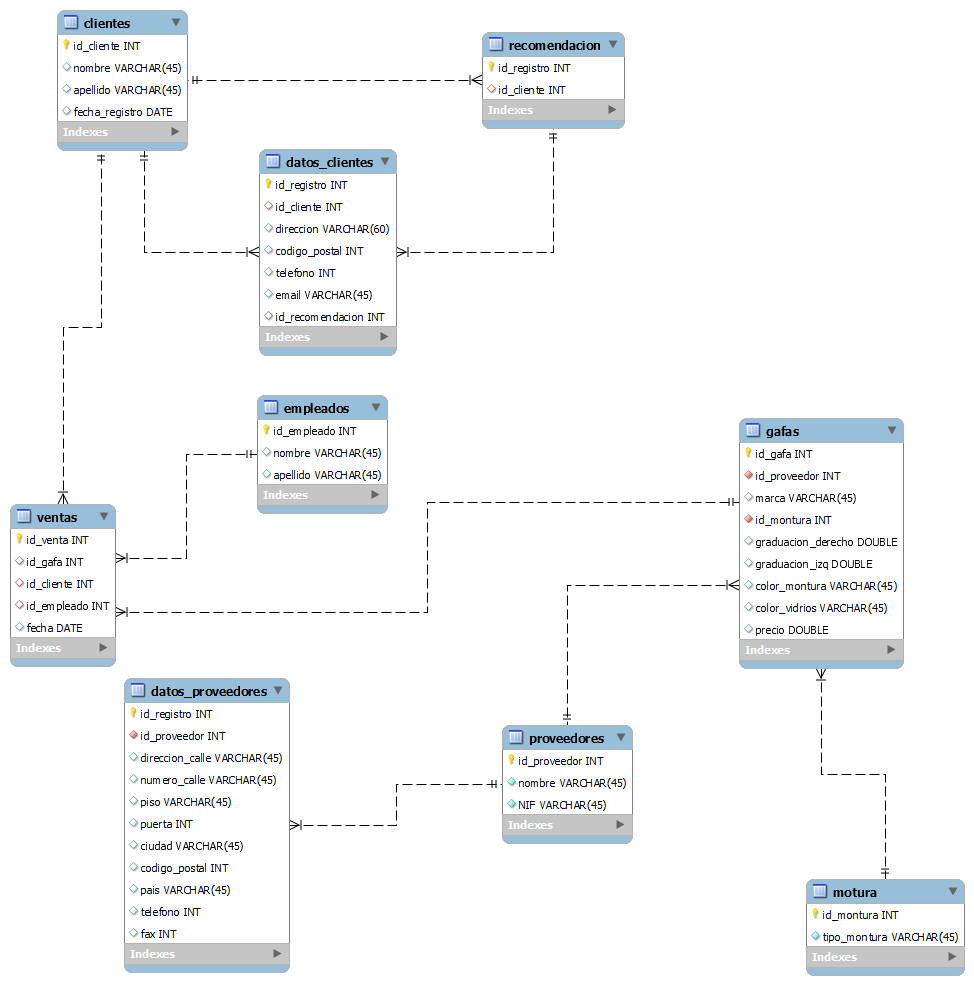 clientes
id_cliente INT
nombre VARCHAR(45)
apellido VARCHAR(45)
fecha_registro DATE
Indexes
recomendacion
id_registro INT
id_cliente INT
Indexes
datos_clientes
id_registro INT
id_cliente INT
direccion VARCHAR(60)
codigo_postal INT
telefono INT
email VARCHAR(45)
id_recomendacion INT
Indexes
empleados
id_empleado INT
nombre VARCHAR(45)
apellido VARCHAR(45)
Indexes
gafas
id_gafa INT
id_proveedor INT
marca VARCHAR(45)
id_montura INT
graduacion_derecho DOUBLE
graduacion_izq DOUBLE
color_montura VARCHAR(45)
color_vidrios VARCHAR(45)
precio DOUBLE
Indexes
ventas
id_venta INT
id_gafa INT
id_cliente INT
id_empleado INT
fecha DATE
Indexes
datos_proveedores
id_registro INT
id_proveedor INT
direccion_calle VARCHAR(45)
numero_calle VARCHAR(45)
piso VARCHAR(45)
puerta INT
ciudad VARCHAR(45)
codigo_postal INT
pais VARCHAR(45)
telefono INT
fax INT
Indexes
proveedores
id_proveedor INT
nombre VARCHAR(45)
NIF VARCHAR(45)
Indexes
motura
id_montura INT
tipo_montura VARCHAR(45)
Indexes